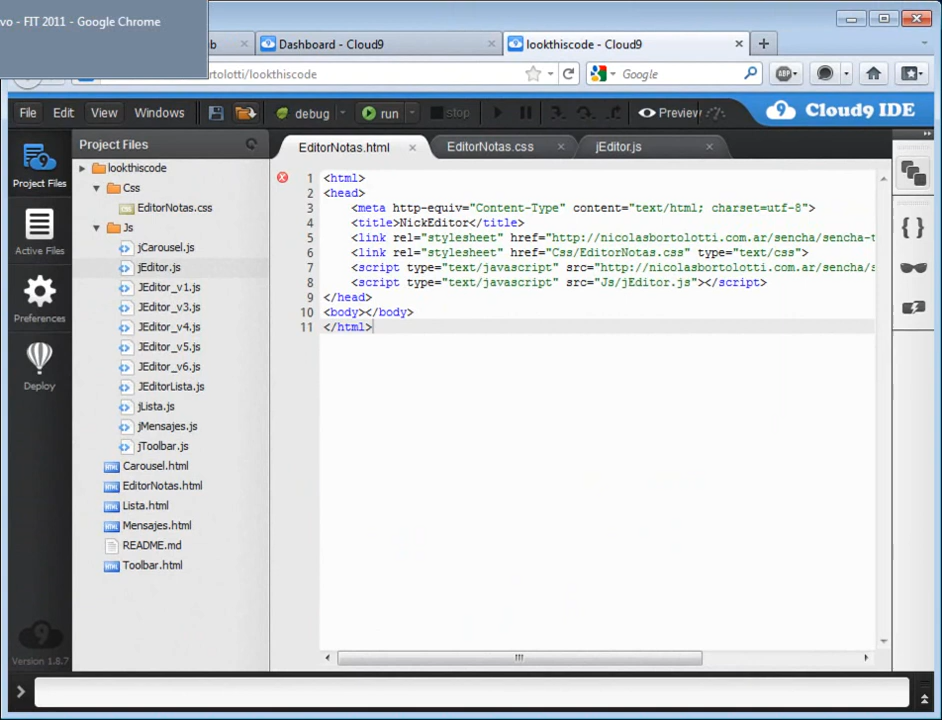 vo - FIT 2011 - Google Chrome
b
Dashboard - Cloud9
lookthiscode - Cloud9
rtolotti/lookthiscode
Google
ABP
File Edit View Windows
debug
run
stop
Preview
Cloud9 IDE
Project Files
EditorNotas.html
EditorNotas.css
jEditor.js
Project Files
Active Files
Preferences
Deploy
Version 1.8.7
lookthiscode
Css
EditorNotas.css
Js
jCarousel.js
jEditor.js
JEditor_v1.js
JEditor_v3.js
JEditor_v4.js
JEditor_v5.js
JEditor_v6.js
JEditorLista.js
jLista.js
jMensajes.js
jToolbar.js
Carousel.html
EditorNotas.html
Lista.html
Mensajes.html
README.md
Toolbar.html
1 <html>
2 <head>
3 <meta http-equiv="Content-Type" content="text/html; charset=utf-8">
4 <title>NickEditor</title>
5 <link rel="stylesheet" href="http://nicolasbortolotti.com.ar/sencha/sencha-t
6 <link rel="stylesheet" href="Css/EditorNotas.css" type="text/css">
7 <script type="text/javascript" src="http://nicolasbortolotti.com.ar/sencha/s
8 <script type="text/javascript" src="Js/jEditor.js"></script>
9 </head>
10 <body></body>
11 </html>